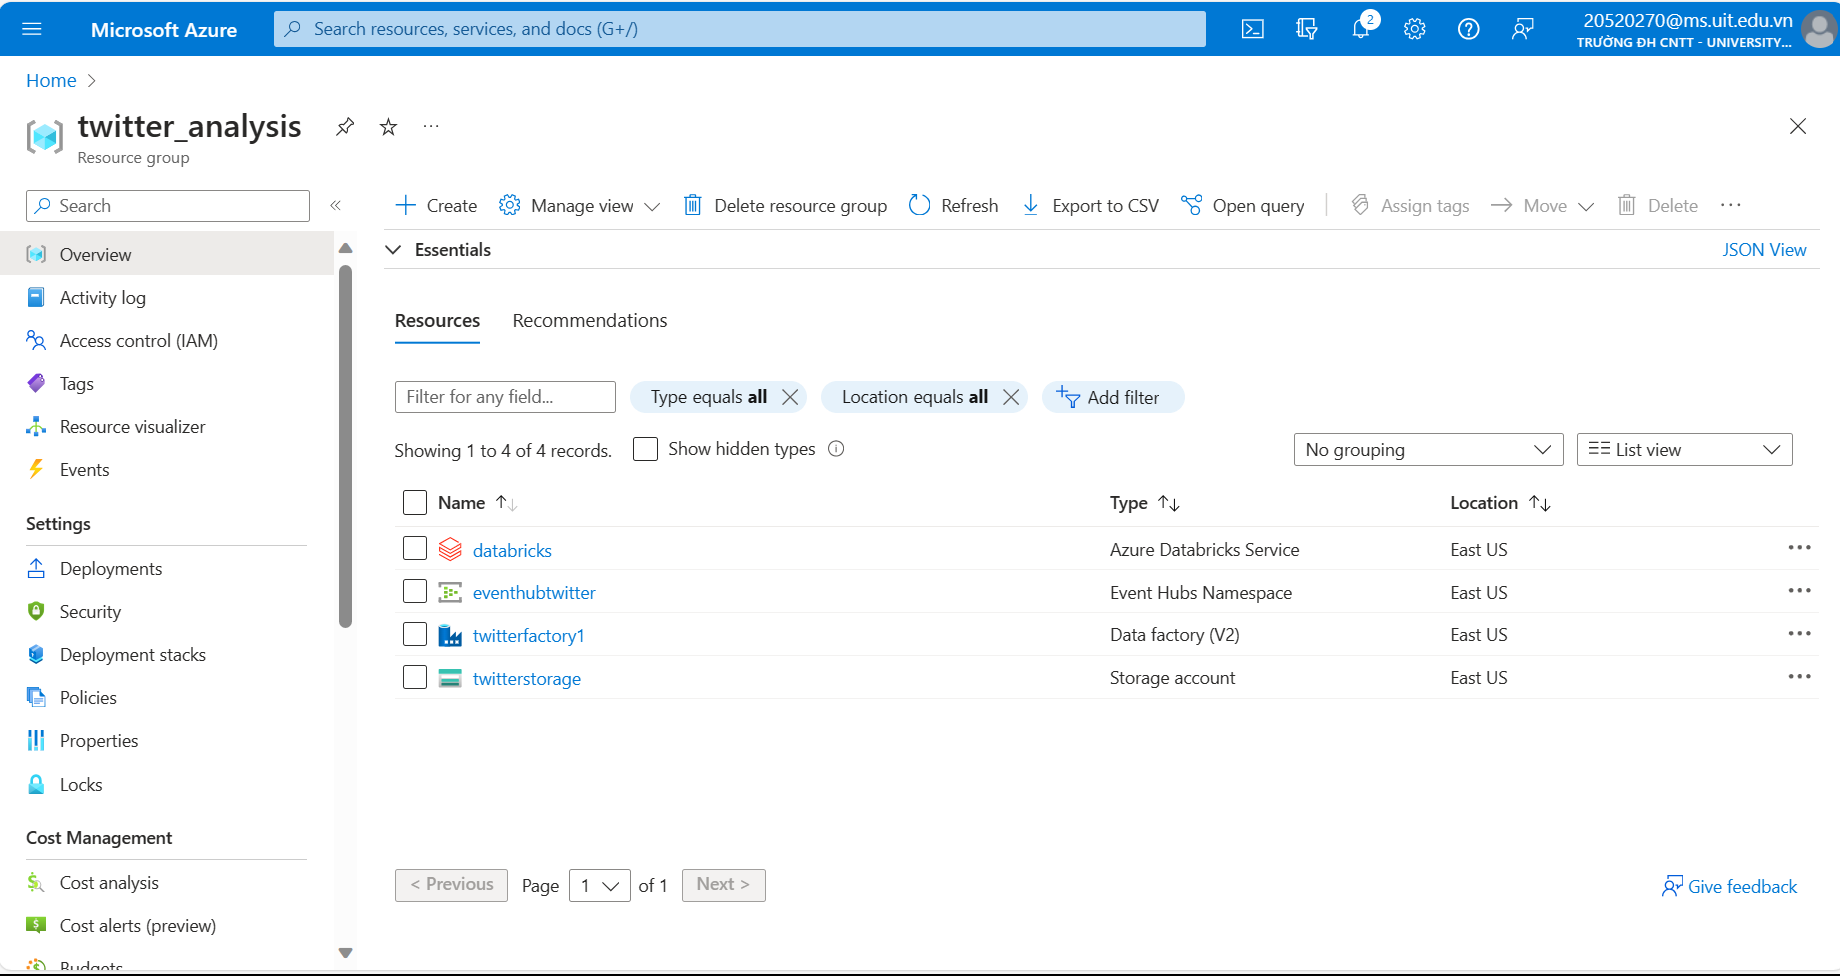 Microsoft Azure
Search resources, services, and docs (G+/)
2
20520270@ms.uit.edu.vn
TRƯỜNG ĐH CNTT - UNIVERSITY...
Home
twitter_analysis
...
Resource group
Search
«
Create
Manage view
Delete resource group
Refresh
Export to CSV
Open query
Assign tags
Move
Delete
...
Overview
Activity log
Access control (IAM)
Tags
Resource visualizer
Events
Settings
Deployments
Security
Deployment stacks
Policies
Properties
Locks
Cost Management
Cost analysis
Cost alerts (preview)
Budgets
Essentials
JSON View
Resources
Recommendations
Filter for any field...
Type equals all
Location equals all
Add filter
Showing 1 to 4 of 4 records.
Show hidden types
No grouping
List view
Name
Type
Location
databricks
Azure Databricks Service
East US
eventhubtwitter
Event Hubs Namespace
East US
twitterfactory1
Data factory (V2)
East US
twitterstorage
Storage account
East US
< Previous
Page
1
of 1
Next >
Give feedback